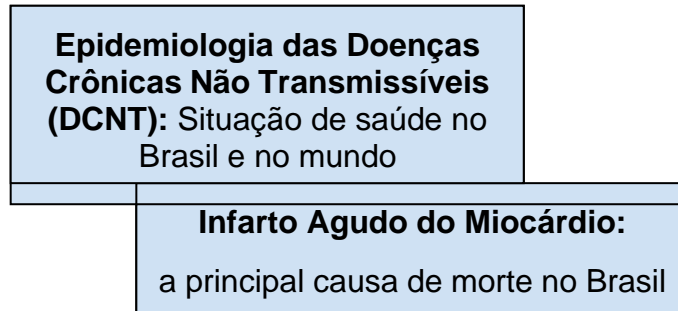 Epidemiologia das Doenças
Crônicas Não Transmissíveis
(DCNT): Situação de saúde no
Brasil e no mundo
Infarto Agudo do Miocárdio:
a principal causa de morte no Brasil